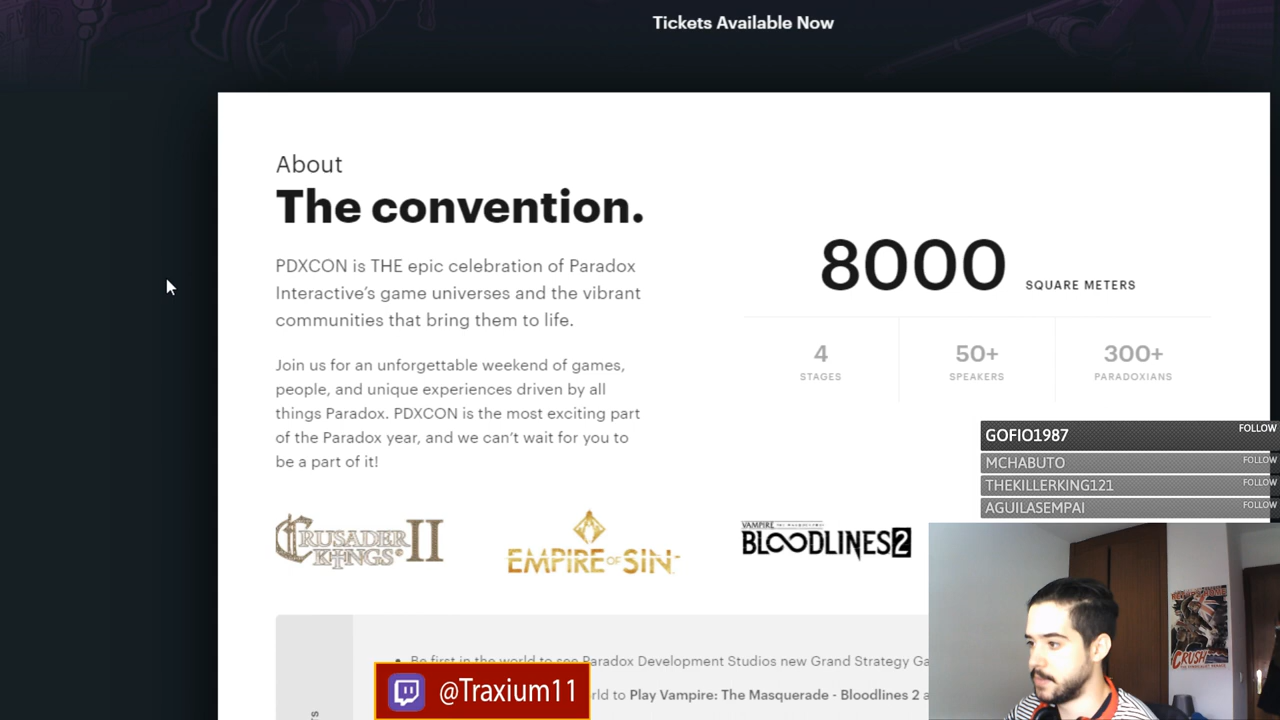 Tickets Available Now
About
The convention.
PDXCON is THE epic celebration of Paradox
Interactive's game universes and the vibrant
communities that bring them to life.
Join us for an unforgettable weekend of games,
people, and unique experiences driven by all
things Paradox. PDXCON is the most exciting part
of the Paradox year, and we can't wait for you to
be a part of it!
8000 SQUARE METERS
4
STAGES
50+
SPEAKERS
300+
PARADOXIANS
GOFIO1987 FOLLOW
MCHABUTO FOLLOW
THEKILLERKING121 FOLLOW
AGUILASEMPAI FOLLOW
CRUSADER KINGS II
EMPIRE OF SIN
VAMPIRE
BLOODLINES 2
Be first in the world to see Paradox Development Studios new Grand Strategy
@Traxium11
to Play Vampire: The Masquerade - Bloodlines 2
CRUSH